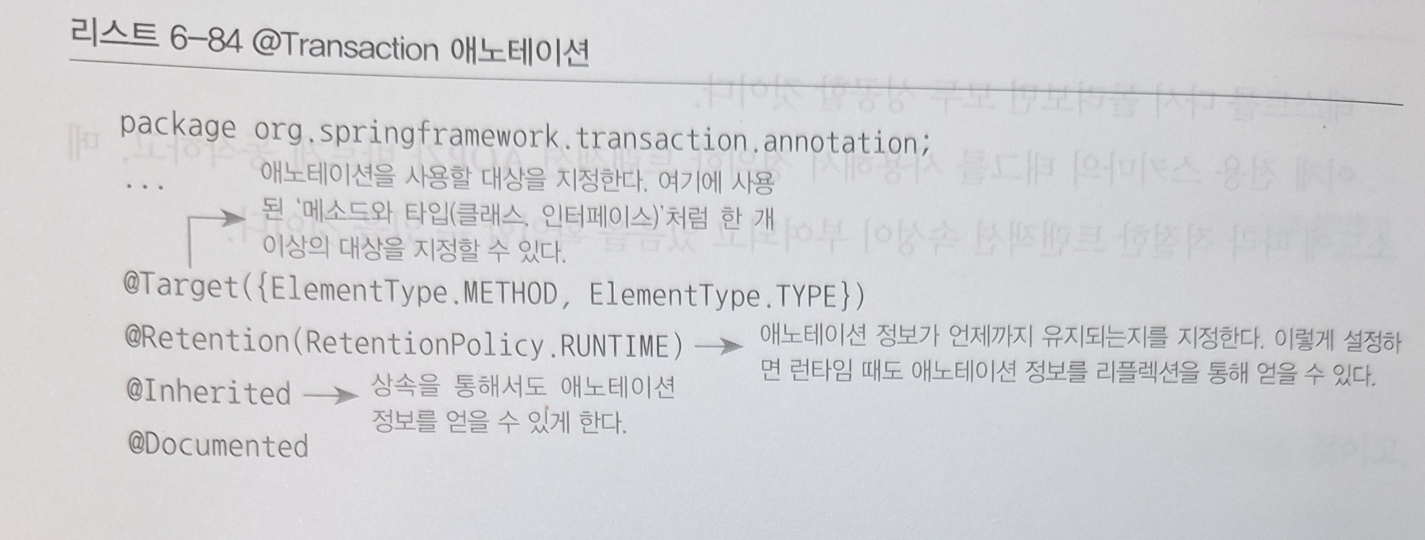 리스트 6-84 @Transaction 애노테이션
package org.springframework.transaction.annotation;
...
애노테이션을 사용할 대상을 지정한다. 여기에 사용
된 '메소드와 타입(클래스, 인터페이스)'처럼 한 개
이상의 대상을 지정할 수 있다.
@Target({ElementType.METHOD, ElementType.TYPE})
@Retention(RetentionPolicy.RUNTIME)
애노테이션 정보가 언제까지 유지되는지를 지정한다. 이렇게 설정하
면 런타임 때도 애노테이션 정보를 리플렉션을 통해 얻을 수 있다.
@Inherited
상속을 통해서도 애노테이션
정보를 얻을 수 있게 한다.
@Documented